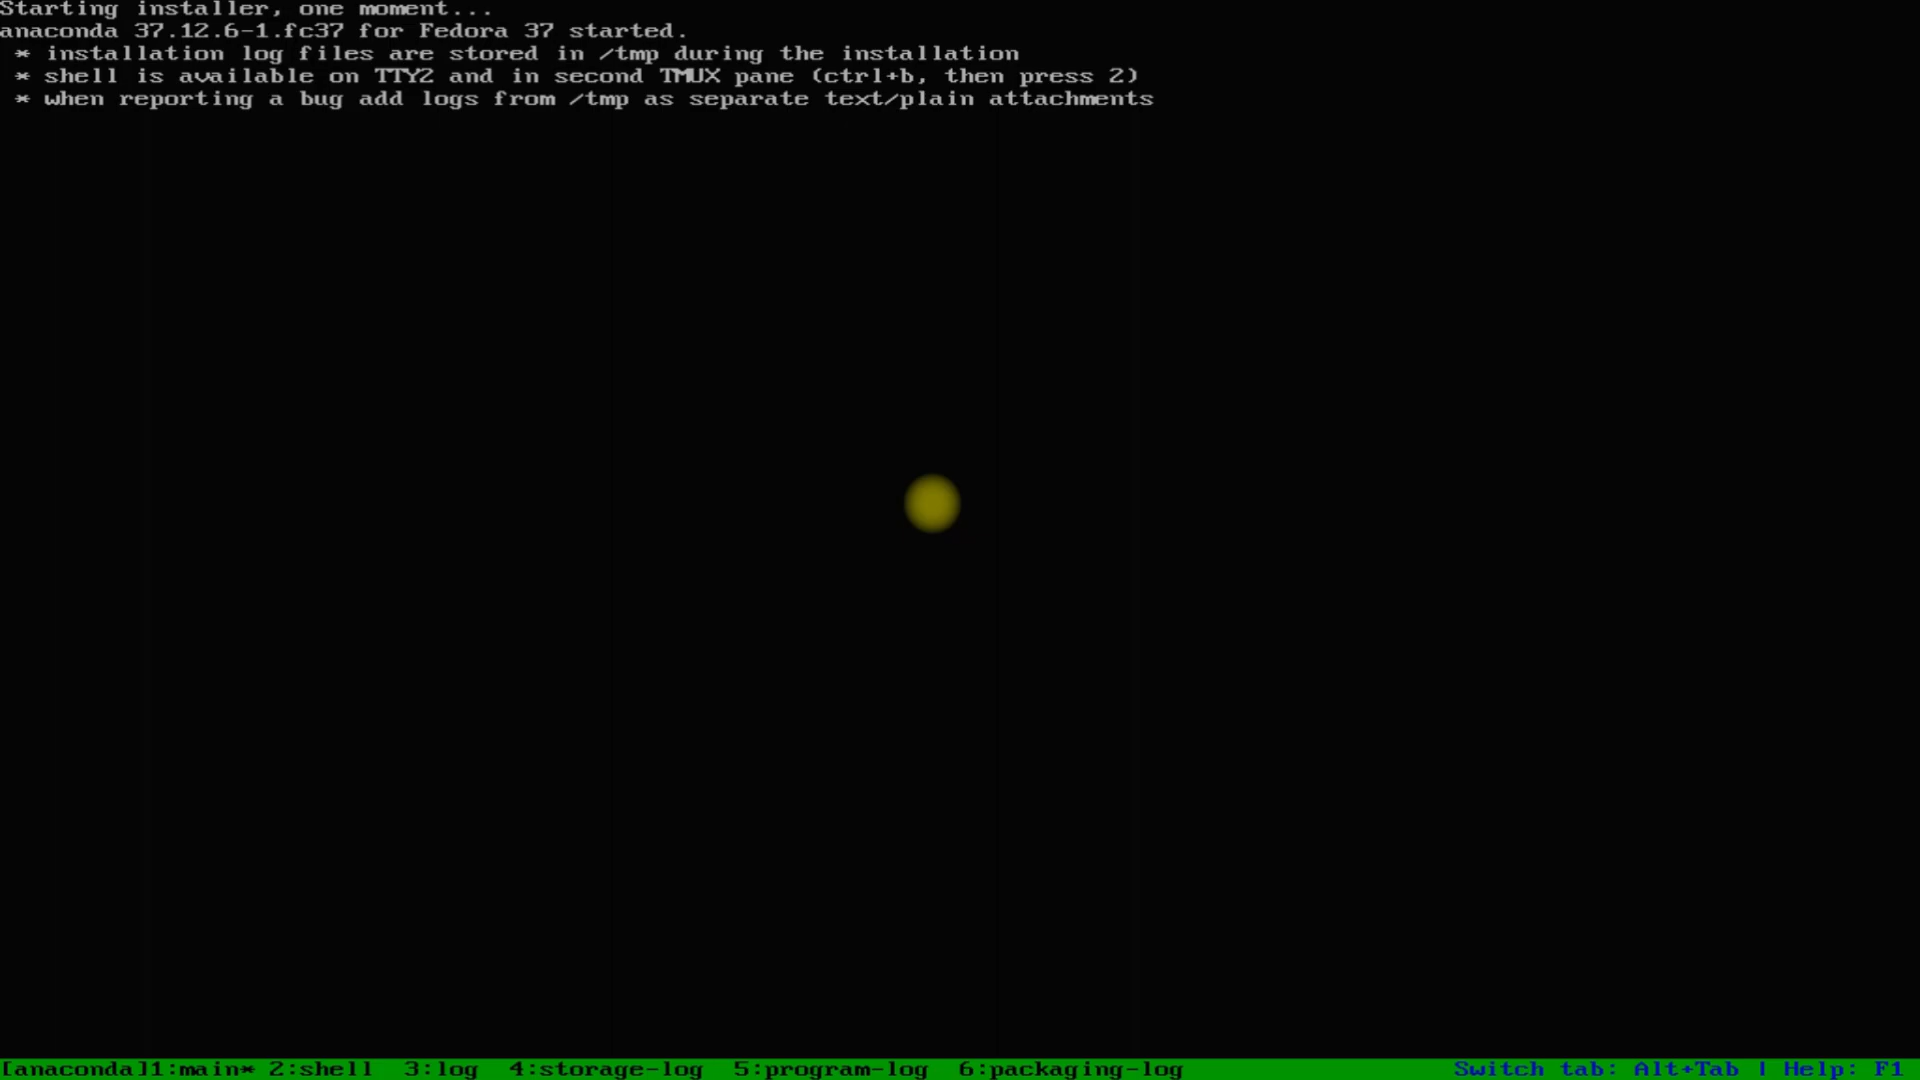 Starting installer, one moment...
anaconda 37.12.6-1.fc37 for Fedora 37 started.
* installation log files are stored in /tmp during the installation
* shell is available on TTY2 and in second TMUX pane (ctrl+b, then press 2)
* when reporting a bug add logs from /tmp as separate text/plain attachments
[anaconda]1:main* 2:shell  3:log  4:storage-log  5:program-log  6:packaging-log Switch tab: Alt+Tab | Help: F1